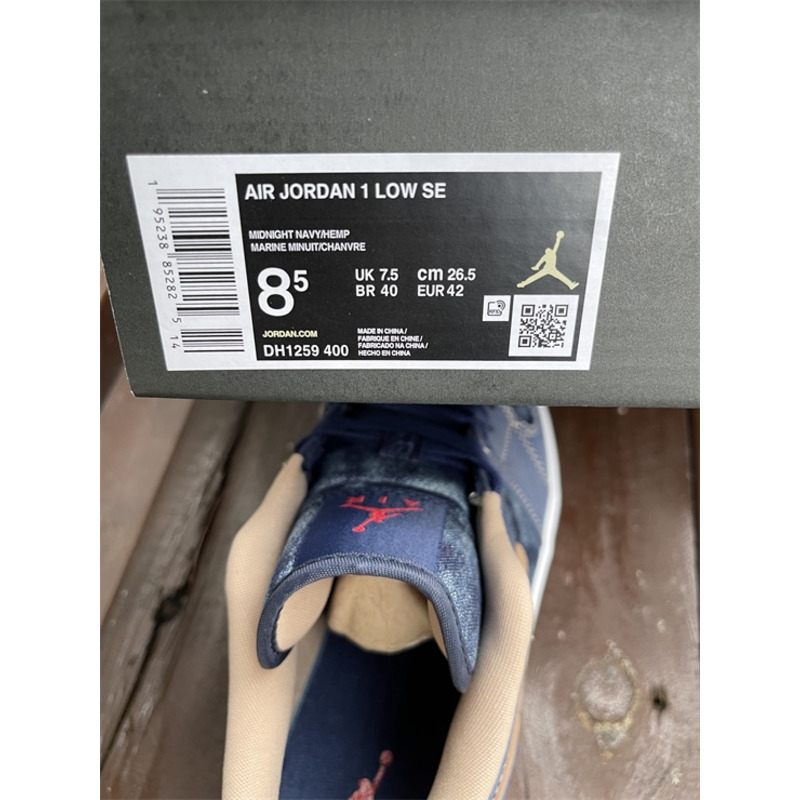 AIR JORDAN 1 LOW SE
MIDNIGHT NAVY/HEMP
MARINE MINUIT/CHANVRE
8⁵
UK 7.5 cm 26.5
BR 40 EUR 42
JORDAN.COM
DH1259 400
MADE IN CHINA /
FABRIQUE EN CHINE /
FABRICADO NA CHINA /
HECHO EN CHINA
RFID
1 95238 85282 5 14
AIR